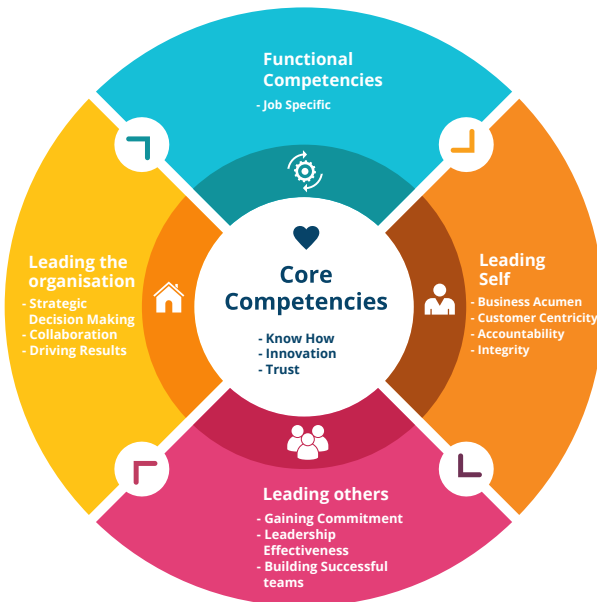 Functional
Competencies
- Job Specific
Leading the
organisation
- Strategic
Decision Making
- Collaboration
- Driving Results
Core
Competencies
- Know How
- Innovation
- Trust
Leading
Self
- Business Acumen
- Customer Centricity
- Accountability
- Integrity
Leading others
- Gaining Commitment
- Leadership
Effectiveness
- Building Successful
teams